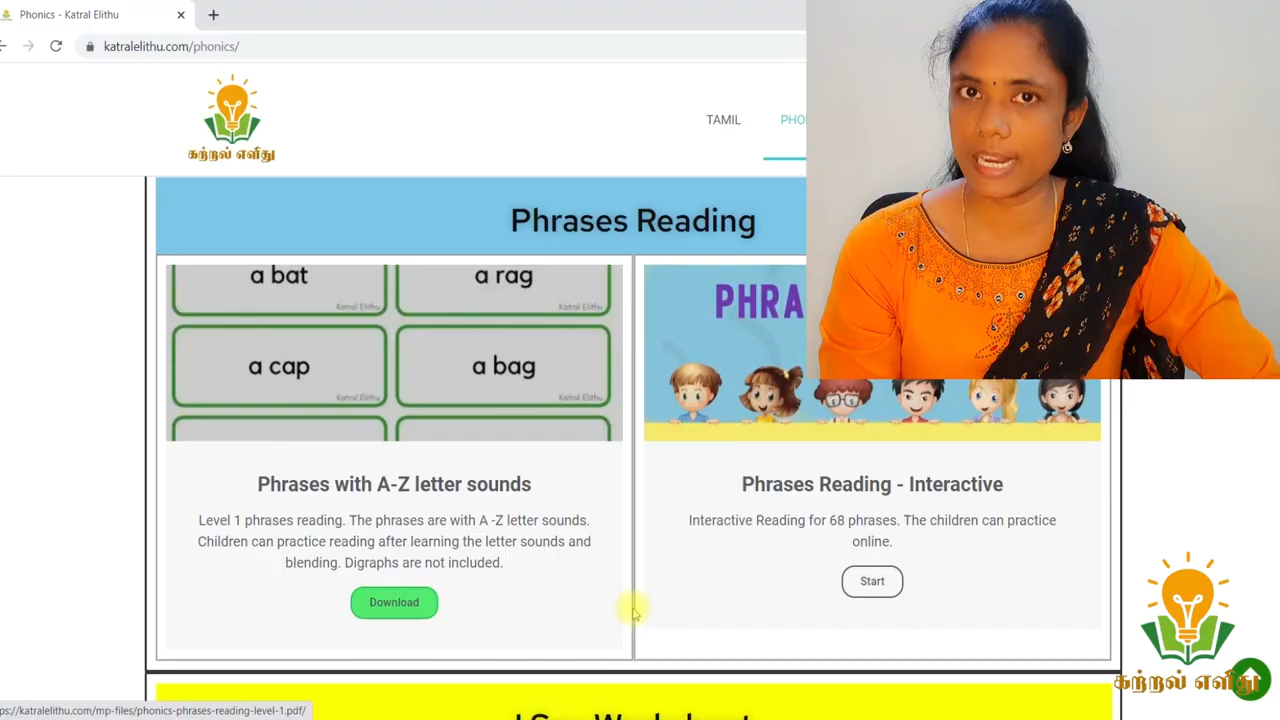 Phonics - Katral Elithu
katralelithu.com/phonics/
கற்றல் எளிது
TAMIL
Phrases Reading
a bat
a rag
Katral Elithu
Katral Elithu
a cap
a bag
Katral Elithu
Katral Elithu
Phrases with A-Z letter sounds
Level 1 phrases reading. The phrases are with A -Z letter sounds.
Children can practice reading after learning the letter sounds and
blending. Digraphs are not included.
Download
Phrases Reading - Interactive
Interactive Reading for 68 phrases. The children can practice
online.
Start
கற்றல் எளிது
ps://katralelithu.com/mp-files/phonics-phrases-reading-level-1.pdf/